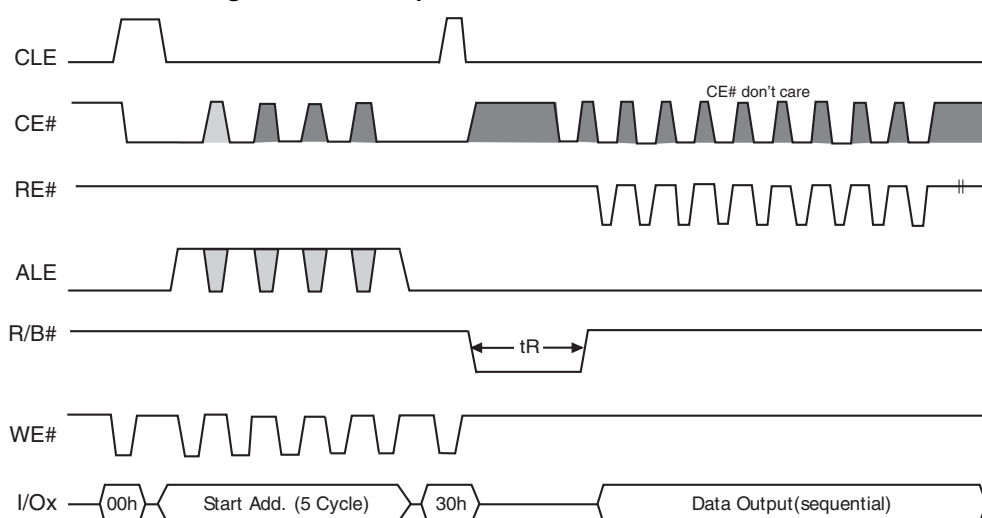 CLE
CE# don't care
CE#
RE#
ALE
R/B#
tR
WE#
I/Ox
00h
Start Add. (5 Cycle)
30h
Data Output(sequential)